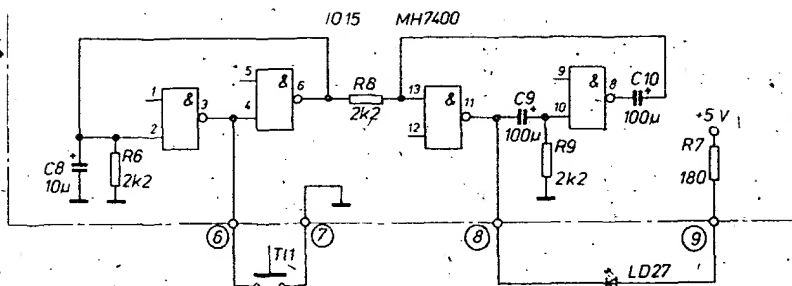 IO15 MH7400
1
2
&
3
5
4
&
6
R8
2k2
13
12
&
11
C9
+
100µ
9
10
&
8
C10
+
100µ
+5 V
R7
180
+
C8
10µ
R6
2k2
R9
2k2
6
7
8
9
Tl1
LD27